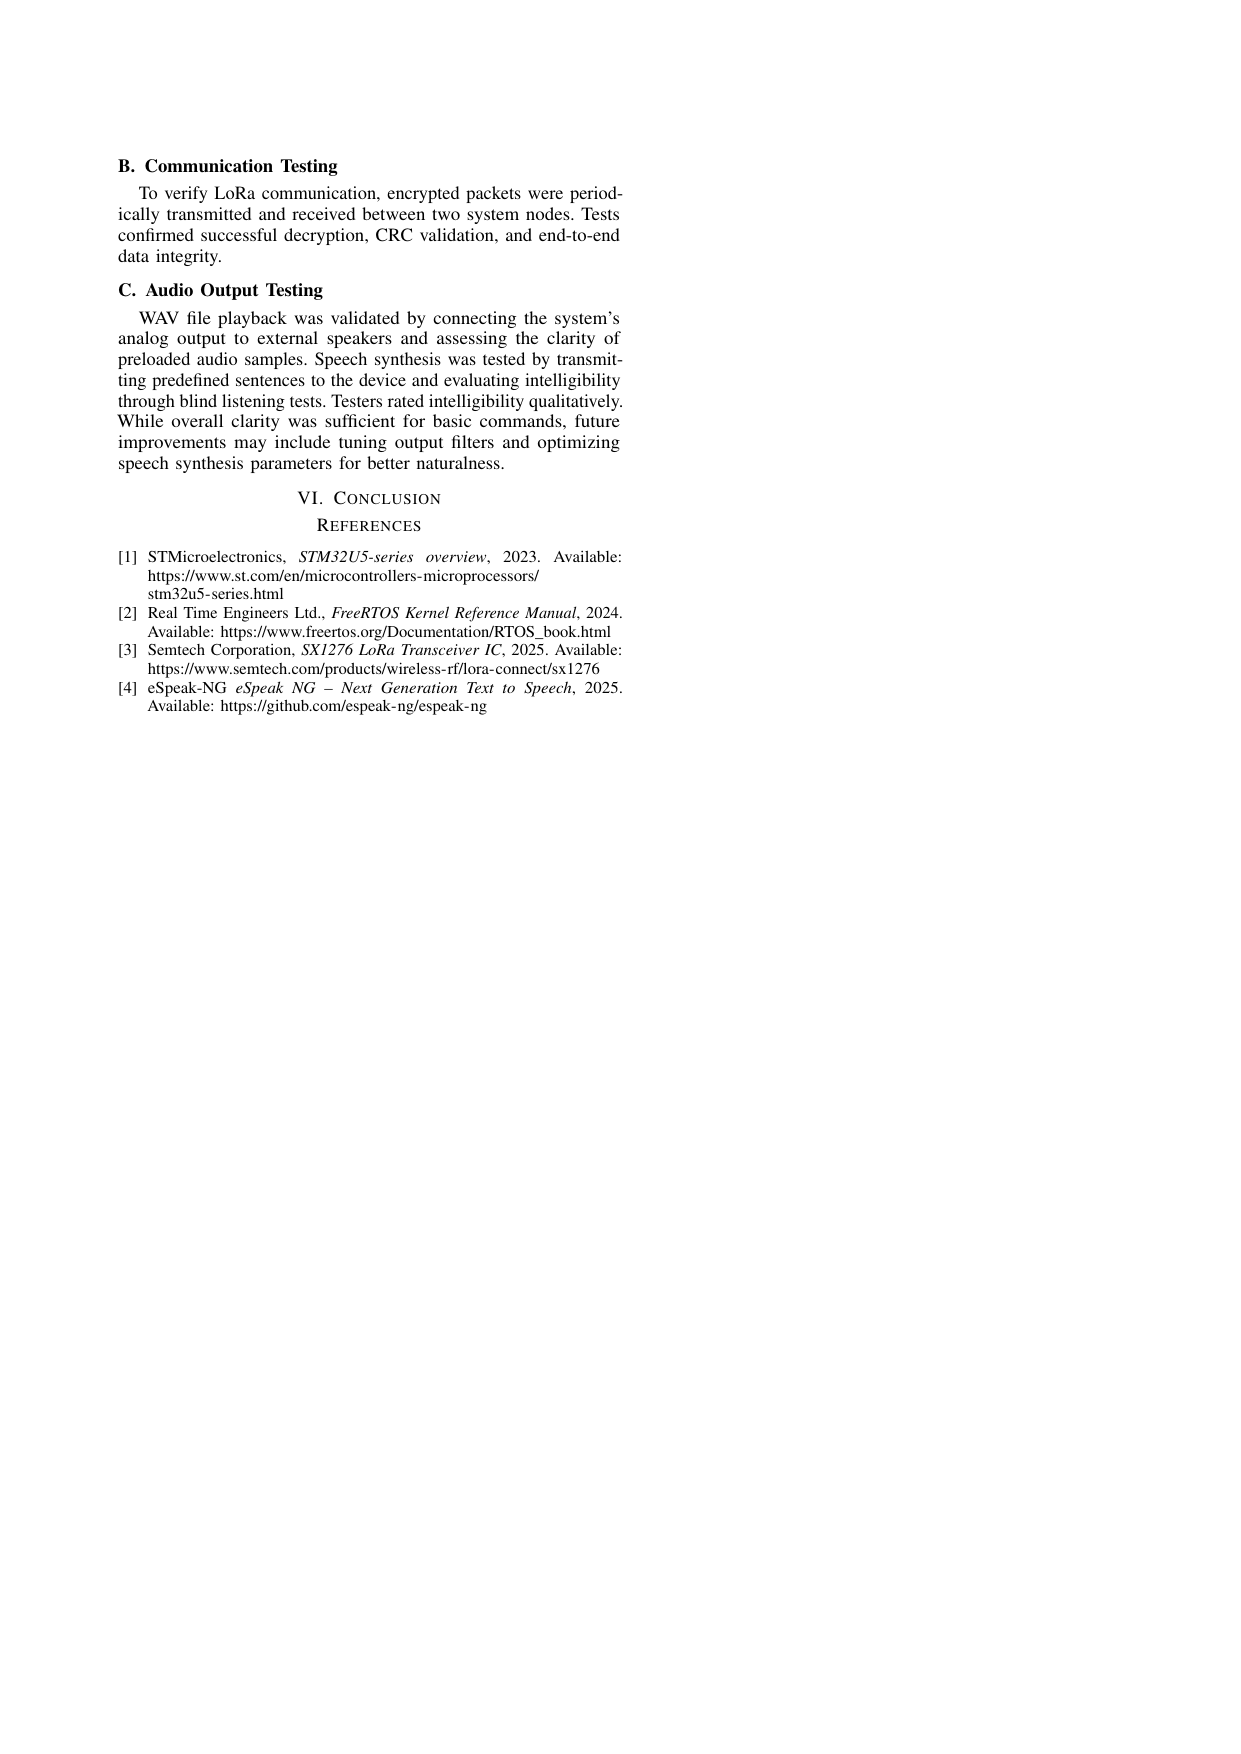 B. Communication Testing
To verify LoRa communication, encrypted packets were period-
ically transmitted and received between two system nodes. Tests
confirmed successful decryption, CRC validation, and end-to-end
data integrity.
C. Audio Output Testing
WAV file playback was validated by connecting the system’s
analog output to external speakers and assessing the clarity of
preloaded audio samples. Speech synthesis was tested by transmit-
ting predefined sentences to the device and evaluating intelligibility
through blind listening tests. Testers rated intelligibility qualitatively.
While overall clarity was sufficient for basic commands, future
improvements may include tuning output filters and optimizing
speech synthesis parameters for better naturalness.
VI. CONCLUSION
REFERENCES
[1] STMicroelectronics, STM32U5-series overview, 2023. Available:
https://www.st.com/en/microcontrollers-microprocessors/
stm32u5-series.html
[2] Real Time Engineers Ltd., FreeRTOS Kernel Reference Manual, 2024.
Available: https://www.freertos.org/Documentation/RTOS_book.html
[3] Semtech Corporation, SX1276 LoRa Transceiver IC, 2025. Available:
https://www.semtech.com/products/wireless-rf/lora-connect/sx1276
[4] eSpeak-NG eSpeak NG – Next Generation Text to Speech, 2025.
Available: https://github.com/espeak-ng/espeak-ng